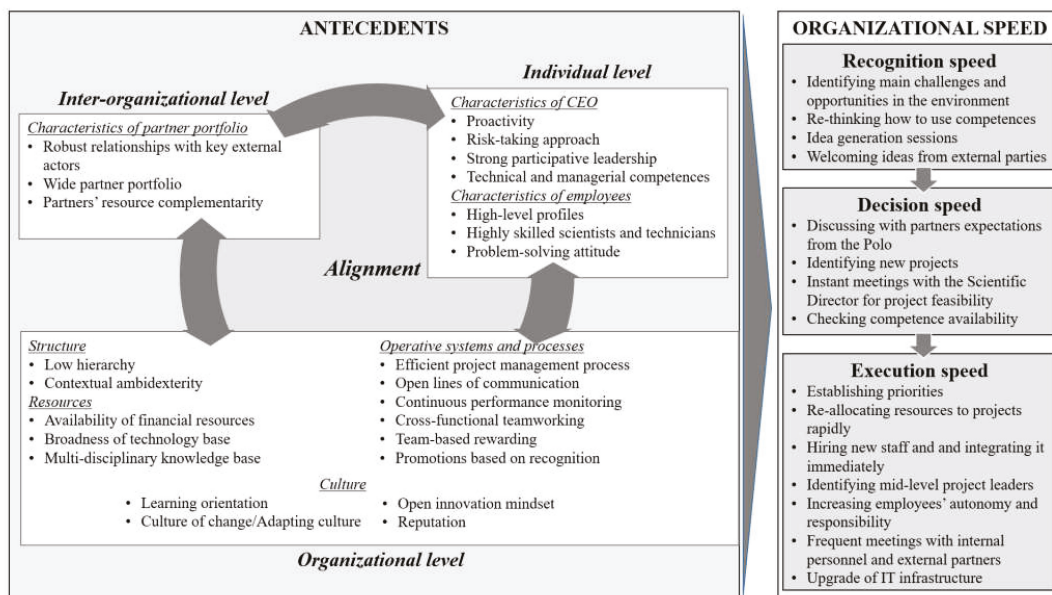 ANTECEDENTS
Inter-organizational level
Characteristics of partner portfolio
• Robust relationships with key external
actors
• Wide partner portfolio
• Partners' resource complementarity
Individual level
Characteristics of CEO
• Proactivity
• Risk-taking approach
• Strong participative leadership
• Technical and managerial competences
Characteristics of employees
• High-level profiles
• Highly skilled scientists and technicians
• Problem-solving attitude
Alignment
Structure
• Low hierarchy
• Contextual ambidexterity
Resources
• Availability of financial resources
• Broadness of technology base
• Multi-disciplinary knowledge base
Operative systems and processes
• Efficient project management process
• Open lines of communication
• Continuous performance monitoring
• Cross-functional teamworking
• Team-based rewarding
• Promotions based on recognition
Culture
• Learning orientation
• Culture of change/Adapting culture
• Open innovation mindset
• Reputation
Organizational level
ORGANIZATIONAL SPEED
Recognition speed
• Identifying main challenges and
opportunities in the environment
• Re-thinking how to use competences
• Idea generation sessions
• Welcoming ideas from external parties
Decision speed
• Discussing with partners expectations
from the Polo
• Identifying new projects
• Instant meetings with the Scientific
Director for project feasibility
• Checking competence availability
Execution speed
• Establishing priorities
• Re-allocating resources to projects
rapidly
• Hiring new staff and and integrating it
immediately
• Identifying mid-level project leaders
• Increasing employees' autonomy and
responsibility
• Frequent meetings with internal
personnel and external partners
• Upgrade of IT infrastructure